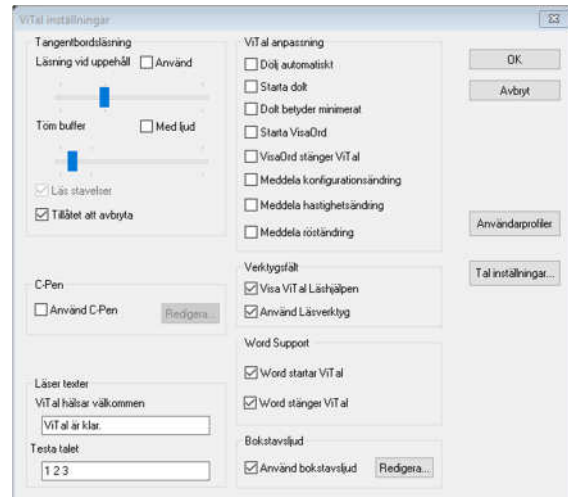 ViTal inställningar
Tangentbordsläsning
Läsning vid uppehåll
Använd
Töm buffer
Med ljud
Läs stavelser
Tillåtet att avbryta
C-Pen
Använd C-Pen
Redigera...
Läser texter
ViTal hälsar välkommen
ViTal är klar.
Testa talet
1 2 3
ViTal anpassning
Dölj automatiskt
Starta dolt
Dolt betyder minimerat
Starta VisaOrd
VisaOrd stänger ViTal
Meddela konfigurationsändring
Meddela hastighetsändring
Meddela röständring
Verktygsfält
Visa ViTal Läshjälpen
Använd Läsverktyg
Word Support
Word startar ViTal
Word stänger ViTal
Bokstavsljud
Använd bokstavsljud
Redigera...
OK
Avbryt
Användarprofiler
Tal inställningar...